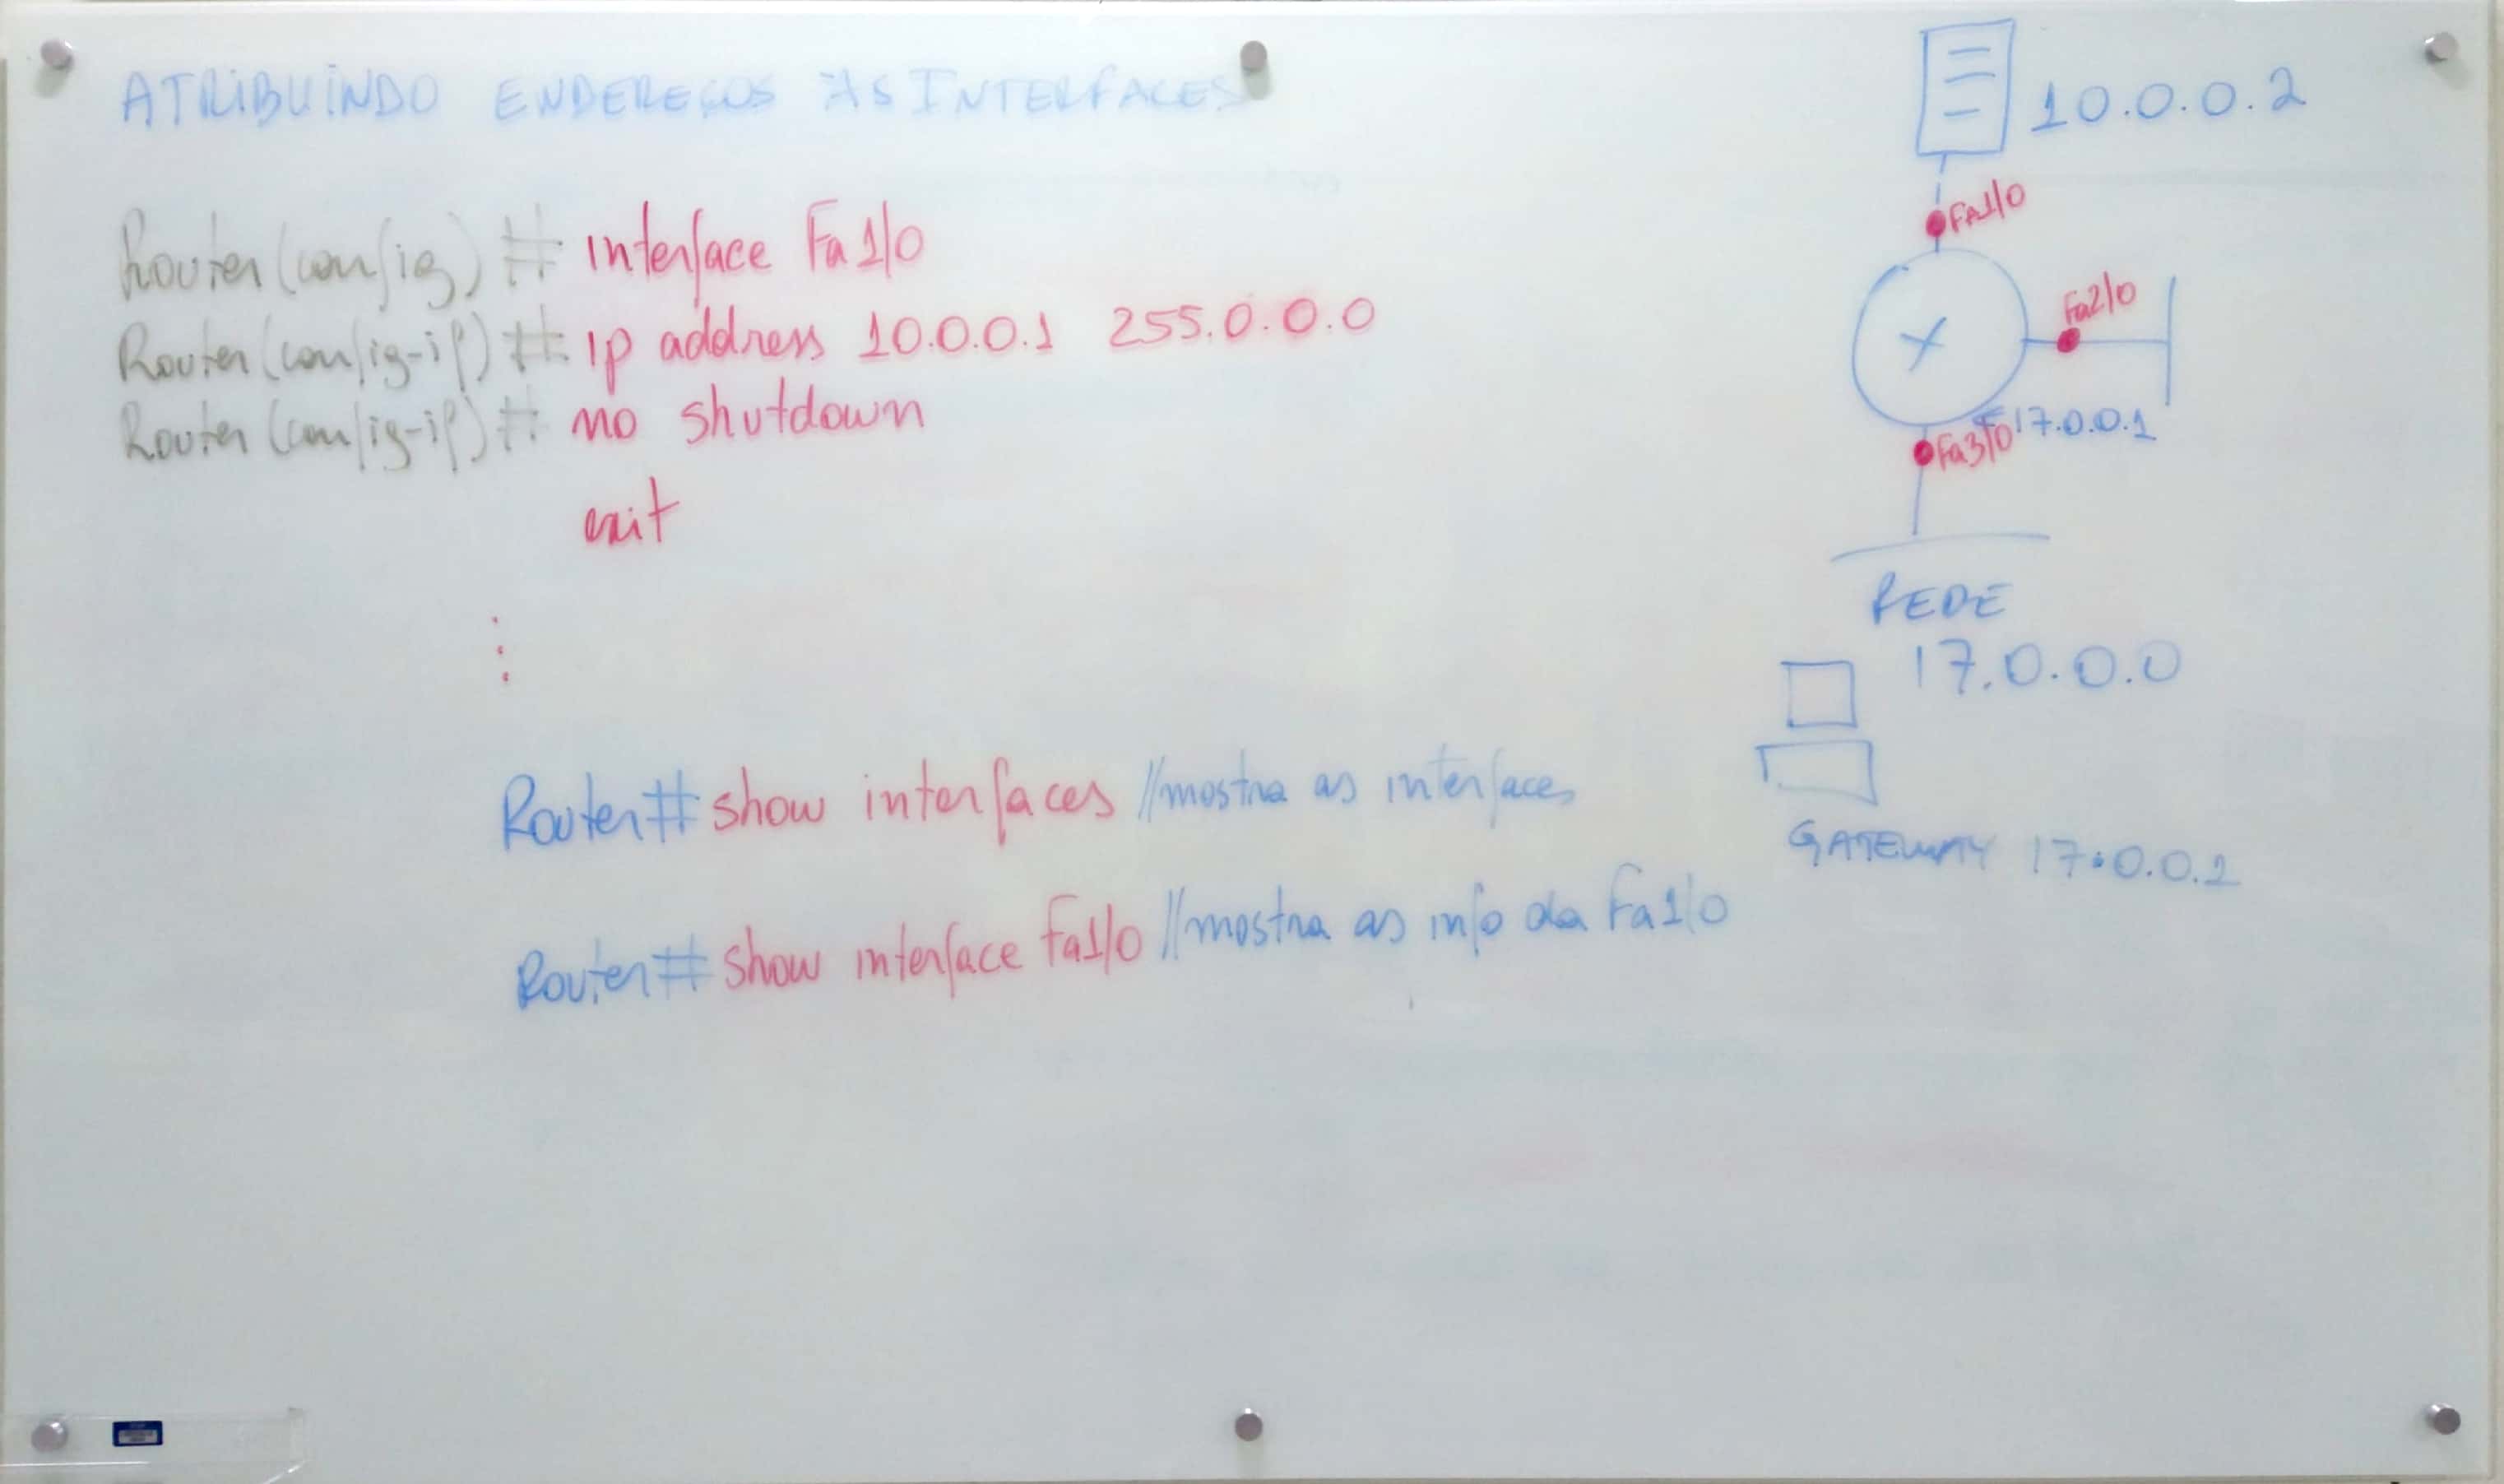 ATRIBUINDO ENDEREÇOS ÀS INTERFACES
Router(config)# interface Fa1/0
Router(config-if)# ip address 10.0.0.1 255.0.0.0
Router(config-if)# no shutdown
exit
⋮
Router# show interfaces //mostra as interfaces
Router# show interface Fa1/0 //mostra as info da Fa1/0
10.0.0.2
Fa1/0
Fa2/0
17.0.0.1
Fa3/0
REDE
17.0.0.0
GATEWAY 17.0.0.1